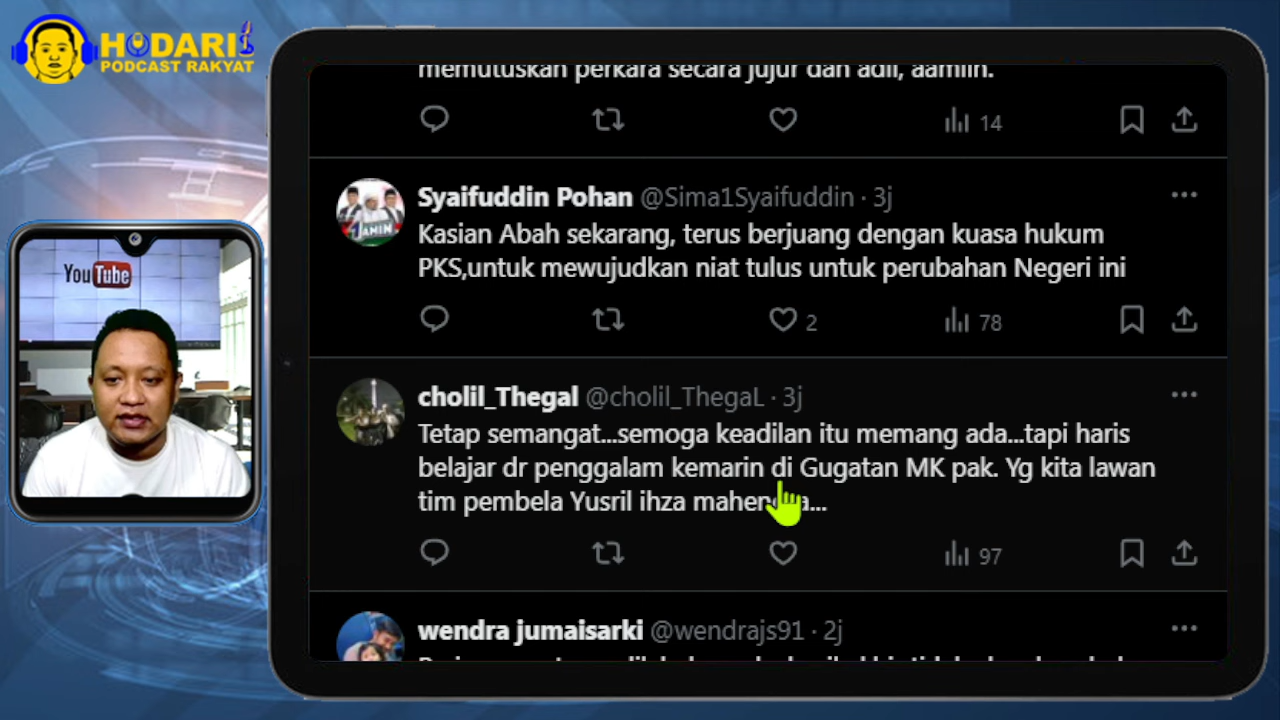 HODARI
PODCAST RAKYAT
YouTube
memutuskan perkara secara jujur dan adil, aamiin.
14
Syaifuddin Pohan @Sima1Syaifuddin · 3j
Kasian Abah sekarang, terus berjuang dengan kuasa hukum
PKS,untuk mewujudkan niat tulus untuk perubahan Negeri ini
2
78
cholil_Thegal @cholil_ThegaL · 3j
Tetap semangat...semoga keadilan itu memang ada...tapi haris
belajar dr penggalam kemarin di Gugatan MK pak. Yg kita lawan
tim pembela Yusril ihza mahendra...
97
wendra jumaisarki @wendrajs91 · 2j